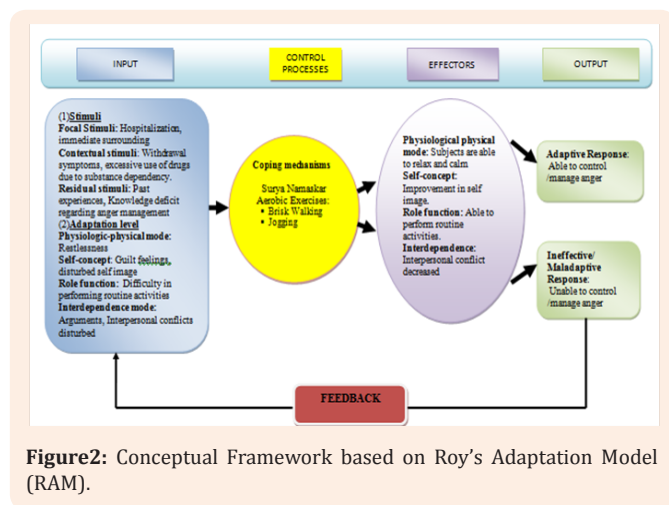 INPUT
CONTROL
PROCESSES
EFFECTORS
OUTPUT
(1)Stimuli
Focal Stimuli: Hospitalization,
immediate surrounding
Contextual stimuli: Withdrawal
symptoms, excessive use of drugs
due to substance dependency.
Residual stimuli: Past
experiences, Knowledge deficit
regarding anger management
(2)Adaptation level
Physiologic-physical mode:
Restlessness
Self-concept: Guilt feelings,
disturbed self image
Role function: Difficulty in
performing routine activities
Interdependence mode:
Arguments, Interpersonal conflicts
disturbed
Coping mechanisms
Surya Namaskar
Aerobic Exercises:
• Brisk Walking
• Jogging
Physiological physical
mode: Subjects are able
to relax and calm
Self-concept:
Improvement in self
image.
Role function: Able to
perform routine
activities.
Interdependence:
Interpersonal conflict
decreased
Adaptive Response:
Able to control
/manage anger
Ineffective/
Maladaptive
Response:
Unable to control
/manage anger
FEEDBACK
Figure2: Conceptual Framework based on Roy's Adaptation Model
(RAM).